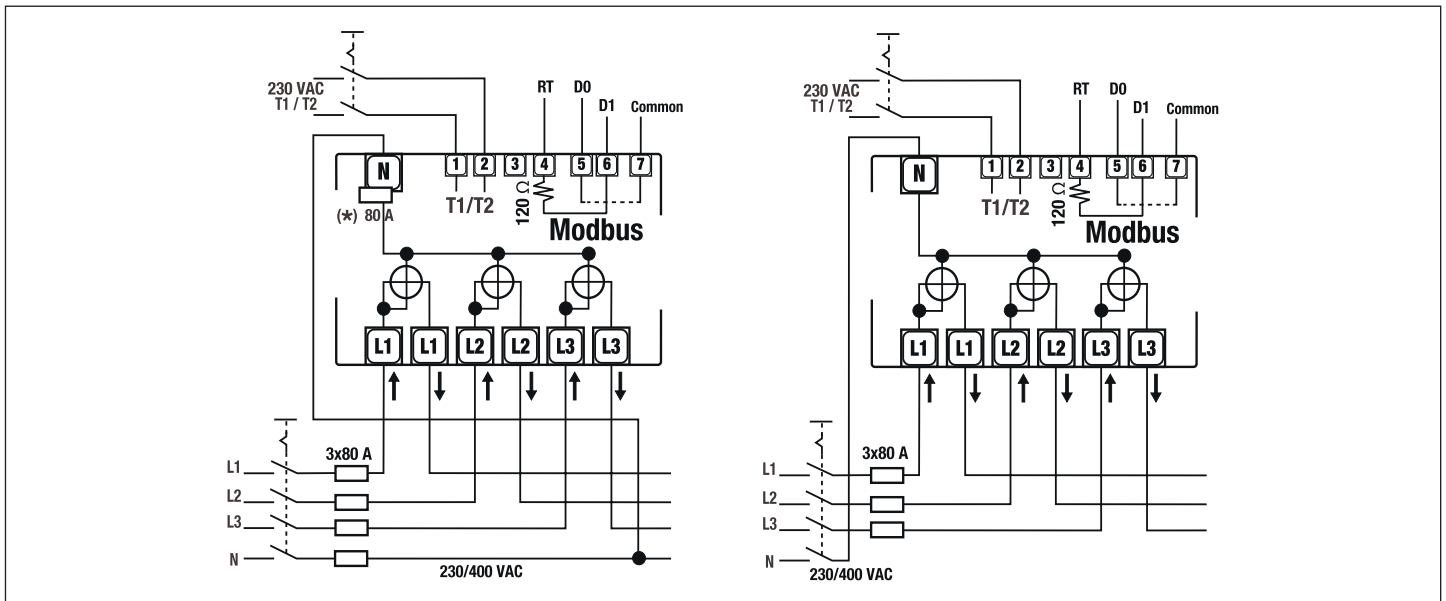 230 VAC
T1 / T2
RT
D0
D1
Common
N
1
2
3
4
5
6
7
(*) 80 A
T1/T2
120 Ω
Modbus
L1
L1
L2
L2
L3
L3
3x80 A
L1
L2
L3
N
230/400 VAC
230 VAC
T1 / T2
RT
D0
D1
Common
N
1
2
3
4
5
6
7
T1/T2
120 Ω
Modbus
L1
L1
L2
L2
L3
L3
3x80 A
L1
L2
L3
N
230/400 VAC